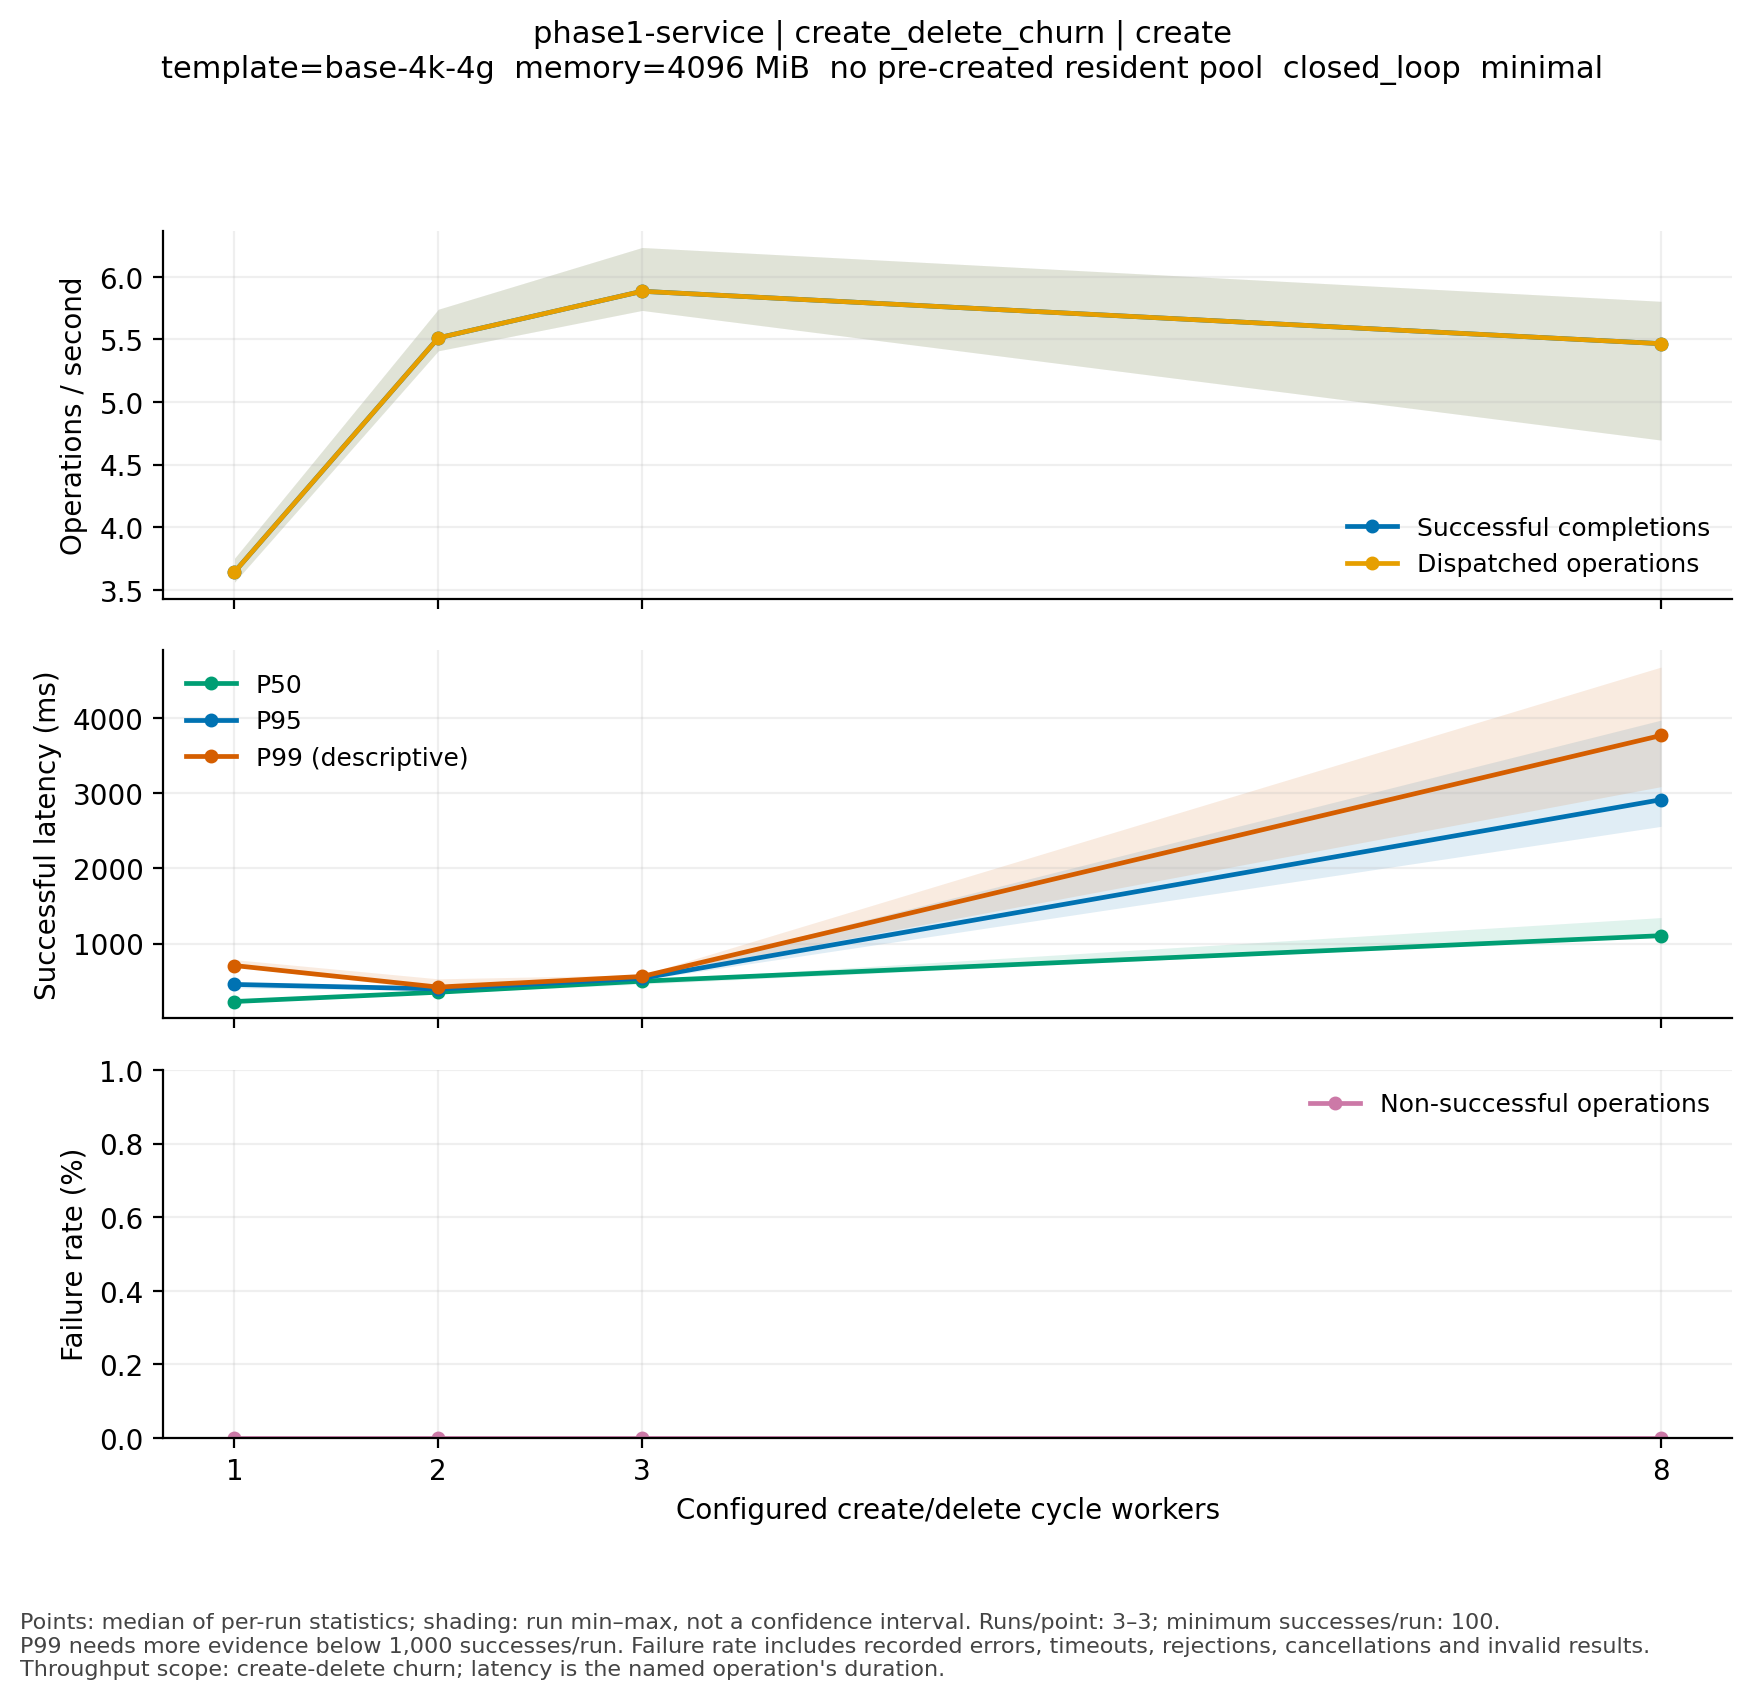 phase1-service | create_delete_churn | create
template=base-4k-4g  memory=4096 MiB  no pre-created resident pool  closed_loop  minimal
Operations / second
6.0
5.5
5.0
4.5
4.0
3.5
Successful completions
Dispatched operations
Successful latency (ms)
4000
3000
2000
1000
P50
P95
P99 (descriptive)
Failure rate (%)
1.0
0.8
0.6
0.4
0.2
0.0
Non-successful operations
1
2
3
8
Configured create/delete cycle workers
Points: median of per-run statistics; shading: run min–max, not a confidence interval. Runs/point: 3–3; minimum successes/run: 100.
P99 needs more evidence below 1,000 successes/run. Failure rate includes recorded errors, timeouts, rejections, cancellations and invalid results.
Throughput scope: create-delete churn; latency is the named operation's duration.